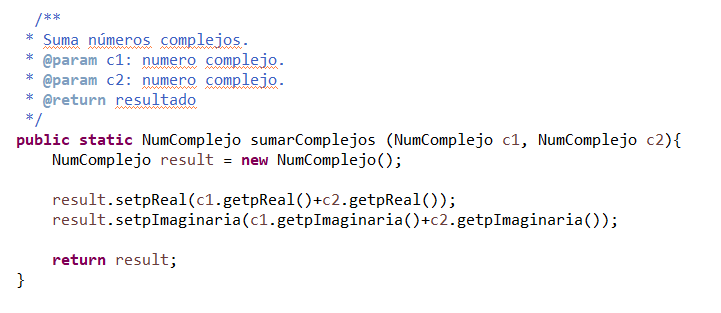 /**
* Suma números complejos.
* @param c1: numero complejo.
* @param c2: numero complejo.
* @return resultado
*/
public static NumComplejo sumarComplejos (NumComplejo c1, NumComplejo c2){
NumComplejo result = new NumComplejo();
result.setpReal(c1.getpReal()+c2.getpReal());
result.setpImaginaria(c1.getpImaginaria()+c2.getpImaginaria());
return result;
}